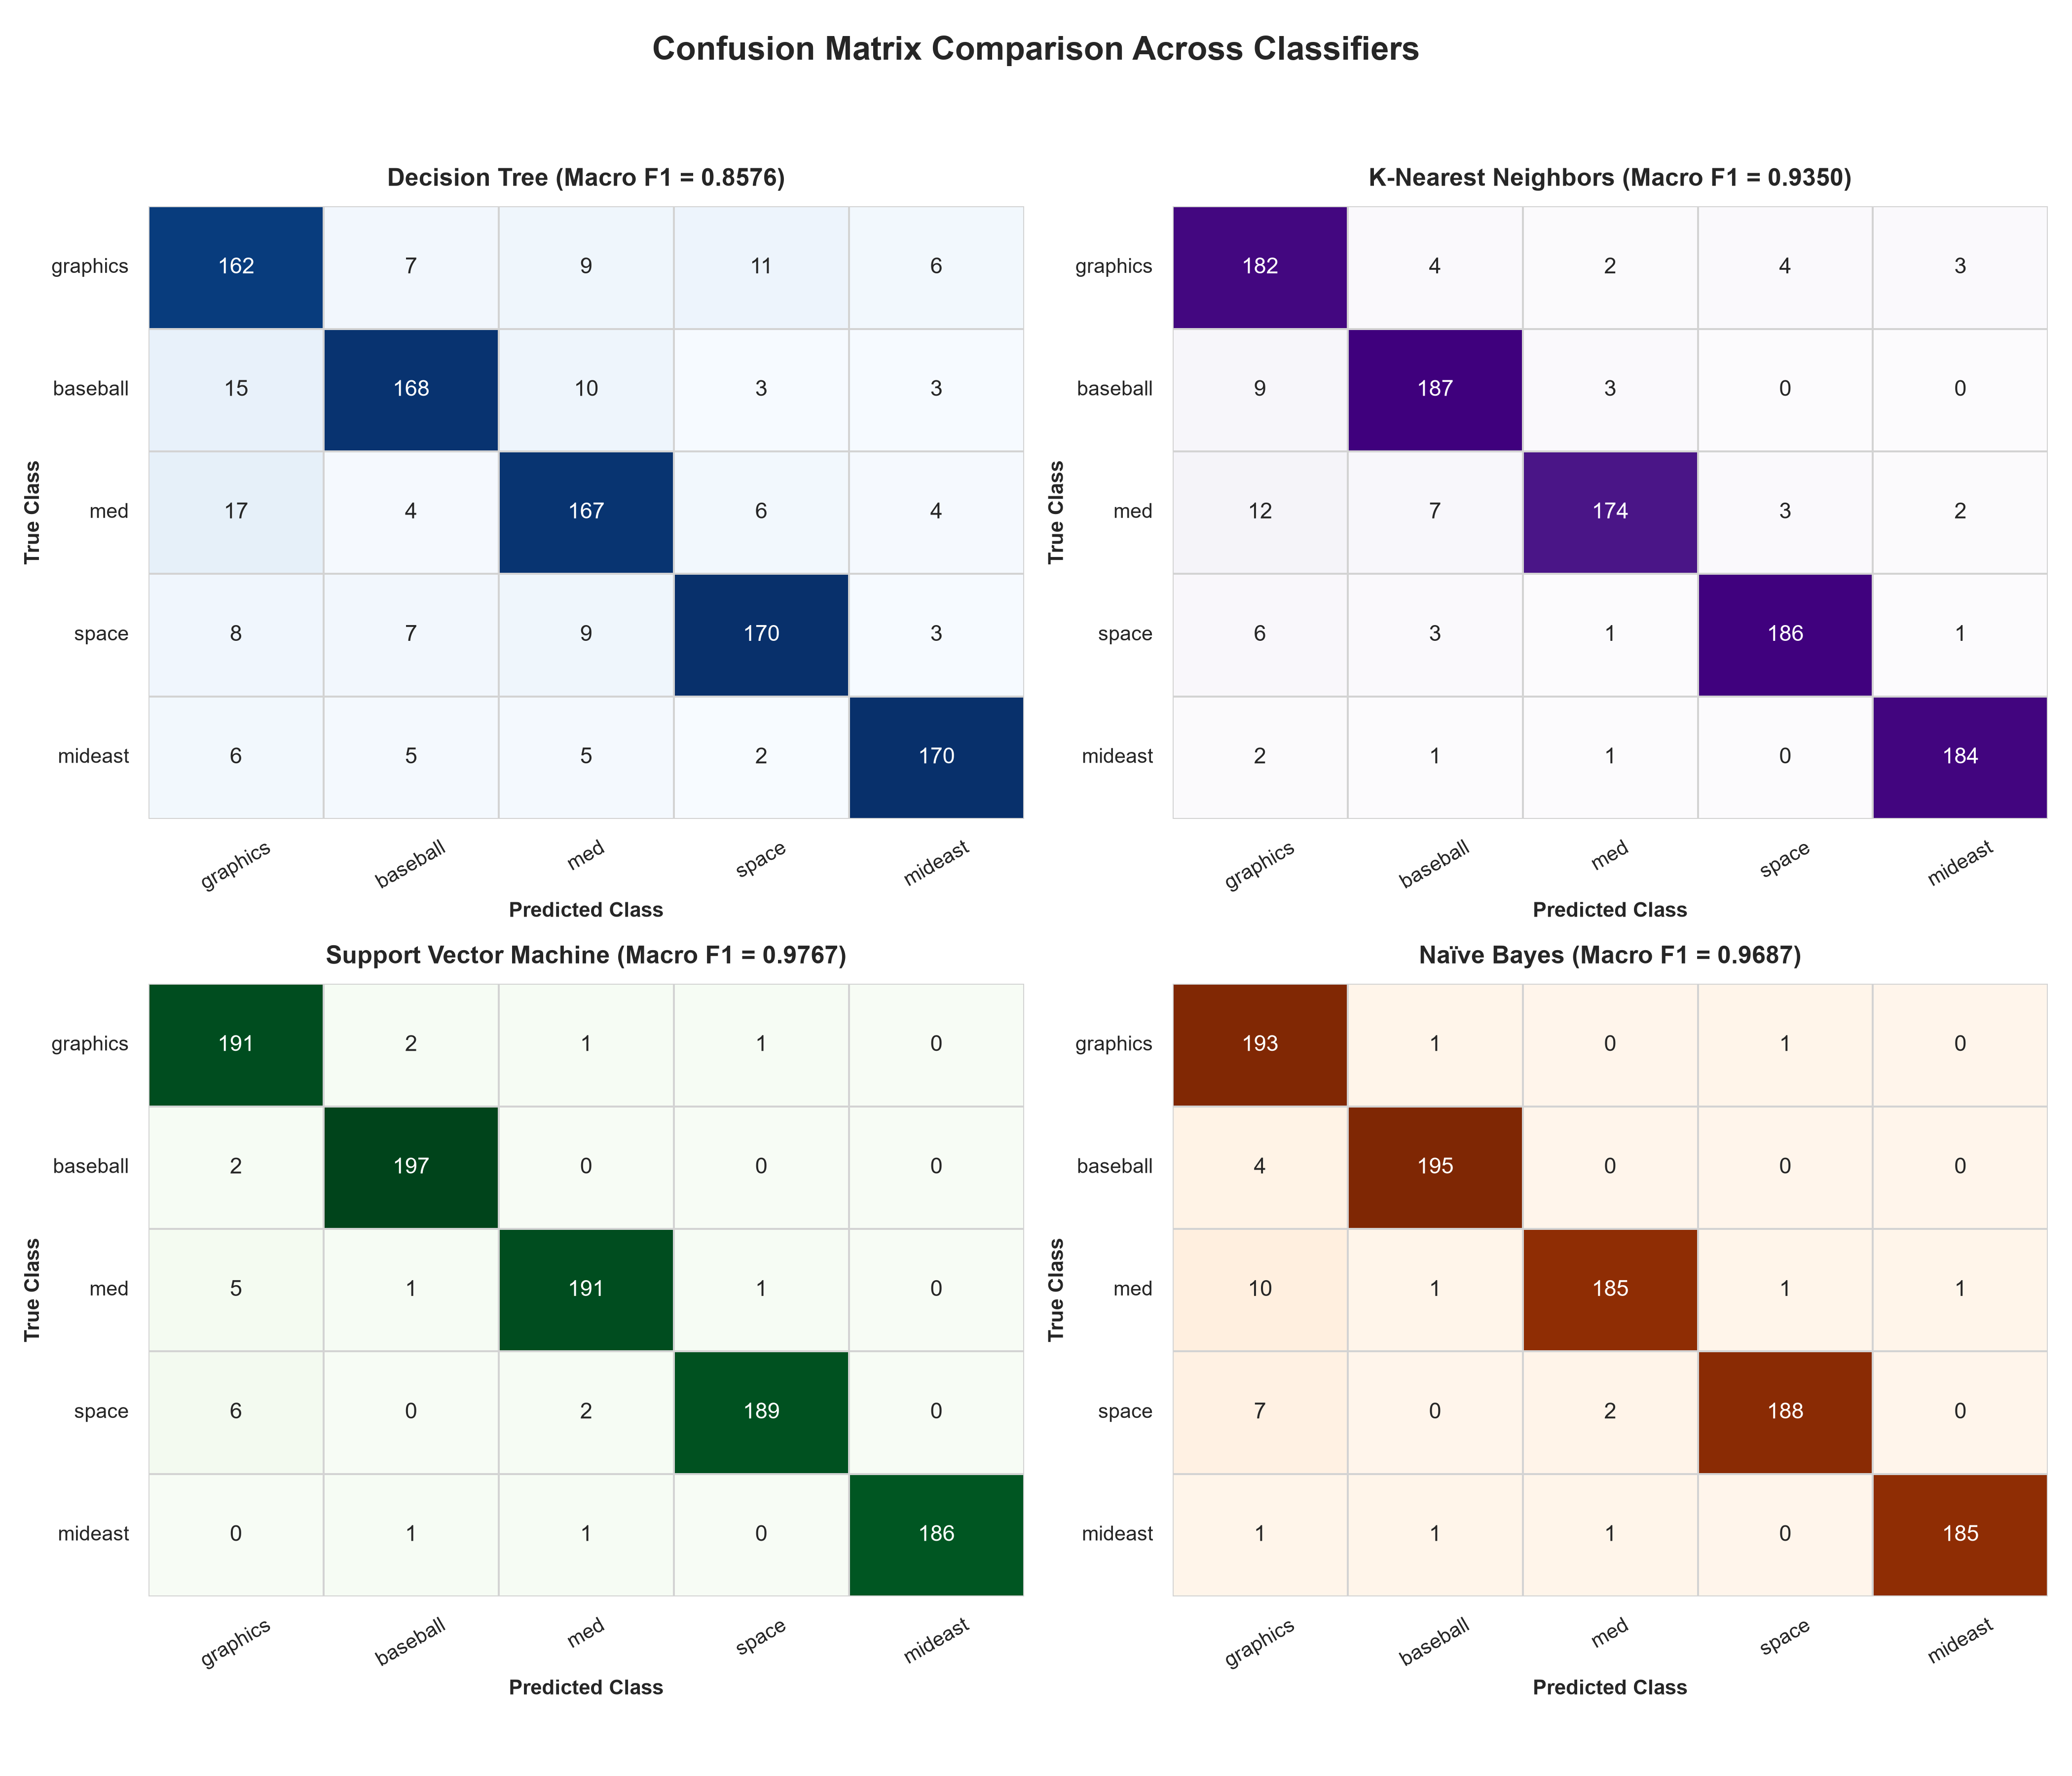 Confusion Matrix Comparison Across Classifiers
Decision Tree (Macro F1 = 0.8576)
graphics 162 7 9 11 6
baseball 15 168 10 3 3
med 17 4 167 6 4
space 8 7 9 170 3
mideast 6 5 5 2 170
True Class
graphics baseball med space mideast
Predicted Class
K-Nearest Neighbors (Macro F1 = 0.9350)
graphics 182 4 2 4 3
baseball 9 187 3 0 0
med 12 7 174 3 2
space 6 3 1 186 1
mideast 2 1 1 0 184
True Class
graphics baseball med space mideast
Predicted Class
Support Vector Machine (Macro F1 = 0.9767)
graphics 191 2 1 1 0
baseball 2 197 0 0 0
med 5 1 191 1 0
space 6 0 2 189 0
mideast 0 1 1 0 186
True Class
graphics baseball med space mideast
Predicted Class
Naïve Bayes (Macro F1 = 0.9687)
graphics 193 1 0 1 0
baseball 4 195 0 0 0
med 10 1 185 1 1
space 7 0 2 188 0
mideast 1 1 1 0 185
True Class
graphics baseball med space mideast
Predicted Class